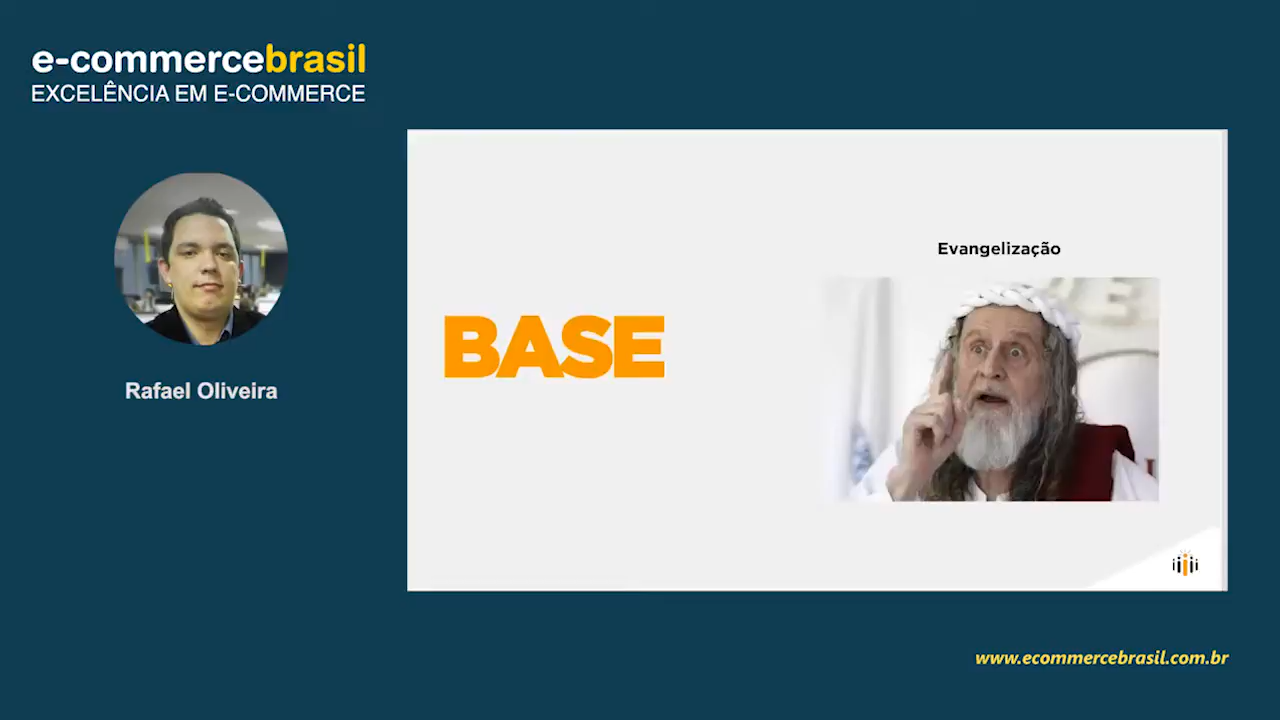 e-commercebrasil
EXCELÊNCIA EM E-COMMERCE
Rafael Oliveira
Evangelização
BASE
www.ecommercebrasil.com.br